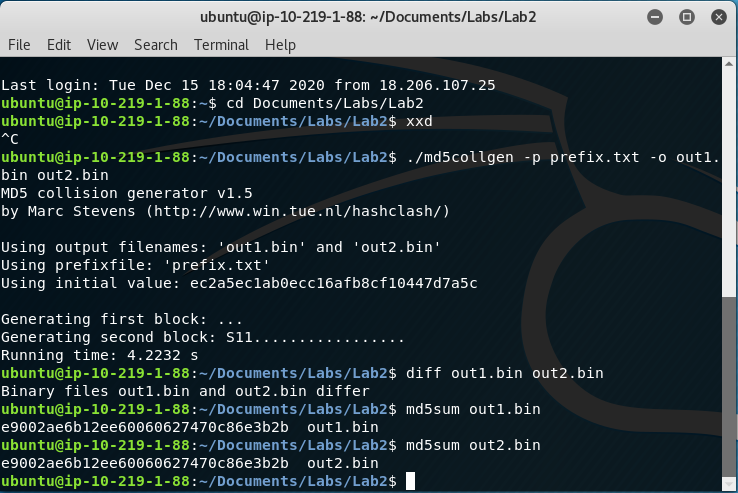 ubuntu@ip-10-219-1-88: ~/Documents/Labs/Lab2
File Edit View Search Terminal Help
Last login: Tue Dec 15 18:04:47 2020 from 18.206.107.25
ubuntu@ip-10-219-1-88:~$ cd Documents/Labs/Lab2
ubuntu@ip-10-219-1-88:~/Documents/Labs/Lab2$ xxd
^C
ubuntu@ip-10-219-1-88:~/Documents/Labs/Lab2$ ./md5collgen -p prefix.txt -o out1.
bin out2.bin
MD5 collision generator v1.5
by Marc Stevens (http://www.win.tue.nl/hashclash/)
Using output filenames: 'out1.bin' and 'out2.bin'
Using prefixfile: 'prefix.txt'
Using initial value: ec2a5ec1ab0ecc16afb8cf10447d7a5c
Generating first block: ...
Generating second block: S11.................
Running time: 4.2232 s
ubuntu@ip-10-219-1-88:~/Documents/Labs/Lab2$ diff out1.bin out2.bin
Binary files out1.bin and out2.bin differ
ubuntu@ip-10-219-1-88:~/Documents/Labs/Lab2$ md5sum out1.bin
e9002ae6b12ee60060627470c86e3b2b  out1.bin
ubuntu@ip-10-219-1-88:~/Documents/Labs/Lab2$ md5sum out2.bin
e9002ae6b12ee60060627470c86e3b2b  out2.bin
ubuntu@ip-10-219-1-88:~/Documents/Labs/Lab2$